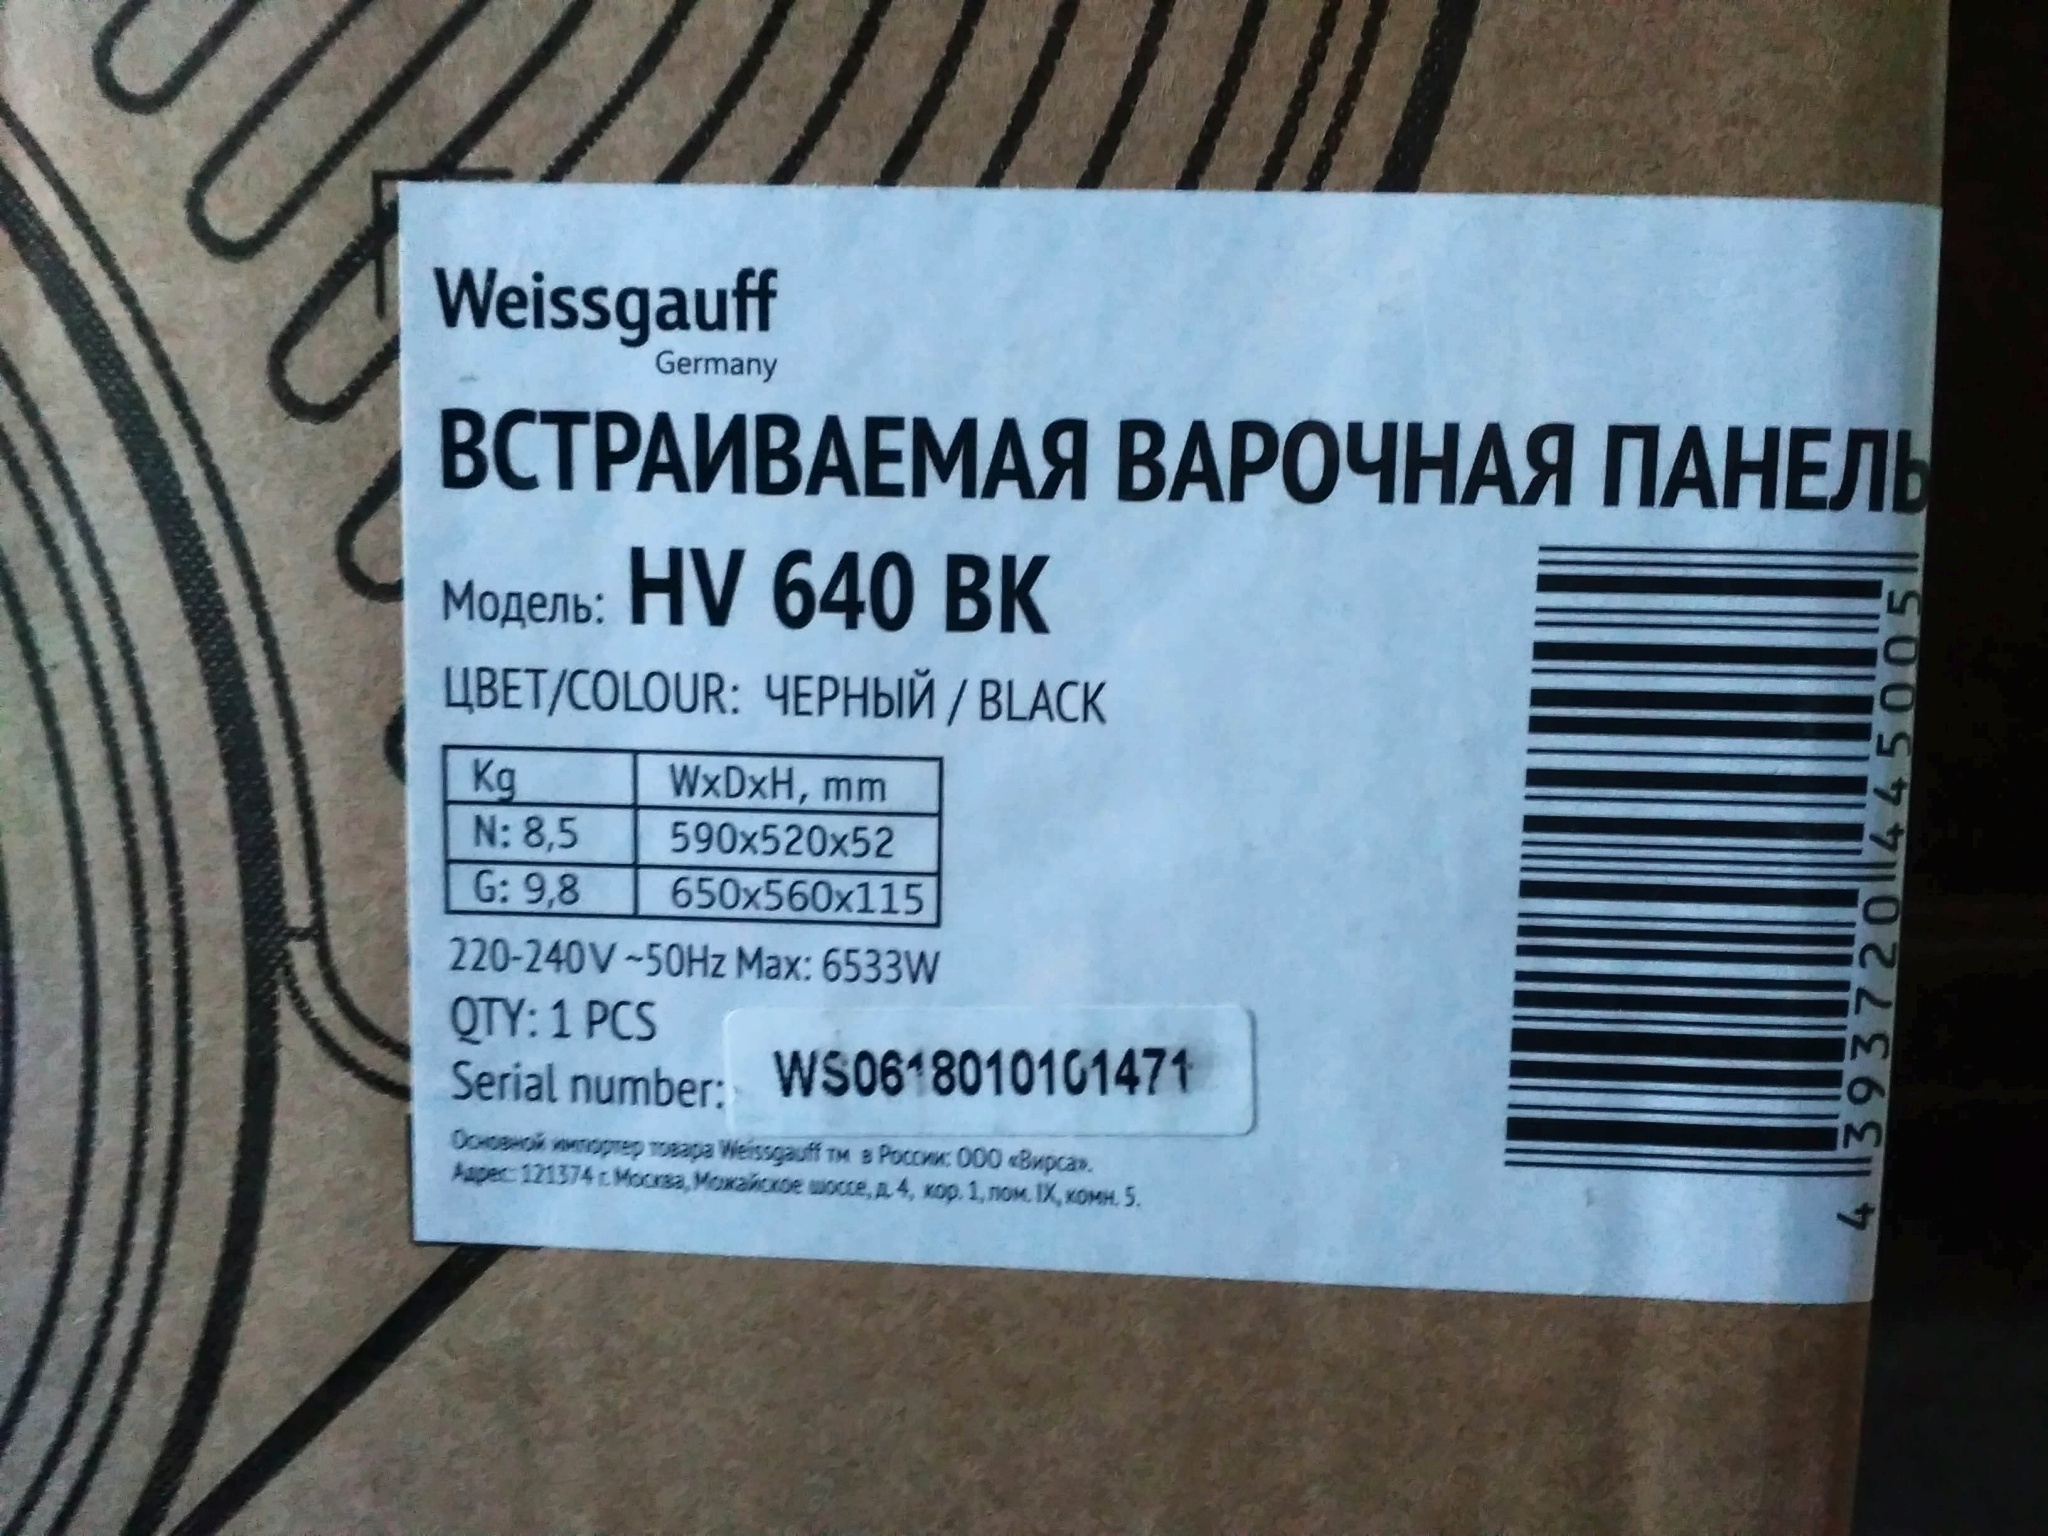 Weissgauff
Germany
ВСТРАИВАЕМАЯ ВАРОЧНАЯ ПАНЕЛЬ
Модель: HV 640 BK
ЦВЕТ/COLOUR: ЧЕРНЫЙ / BLACK
Kg WxDxH, mm
N: 8,5 590x520x52
G: 9,8 650x560x115
220-240V ~50Hz Max: 6533W
QTY: 1 PCS
Serial number: WS0618010101471
Основной импортер товара Weissgauff тм в России: ООО «Вирса».
Адрес: 121374 г. Москва, Можайское шоссе, д. 4, кор. 1, пом. IX, комн. 5.
4 393720 445005